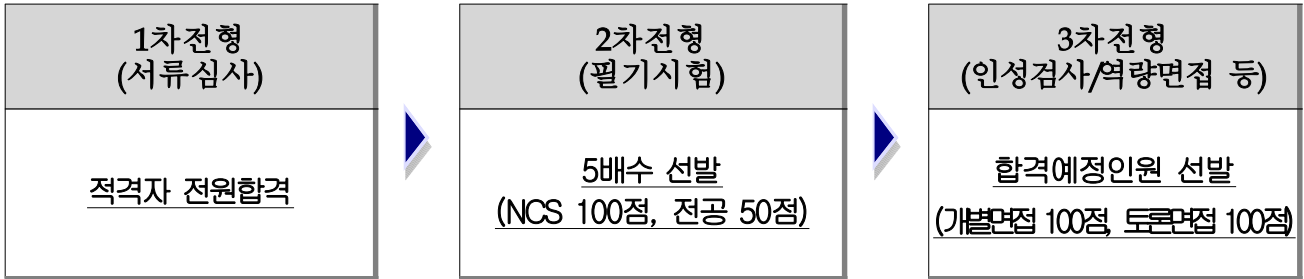 1차전형
(서류심사)
적격자 전원합격
2차전형
(필기시험)
5배수 선발
(NCS 100점, 전공 50점)
3차전형
(인성검사/역량면접 등)
합격예정인원 선발
(개별면접 100점, 토론면접 100점)